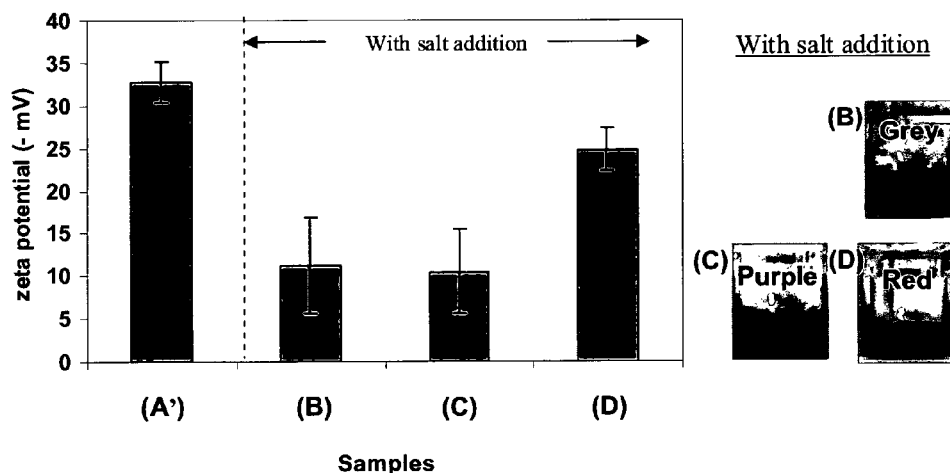 40
35
30
25
20
15
10
5
0
zeta potential (- mV)
With salt addition
(A')
(B)
(C)
(D)
Samples
With salt addition
(B)
Grey
(C)
Purple
(D)
Red